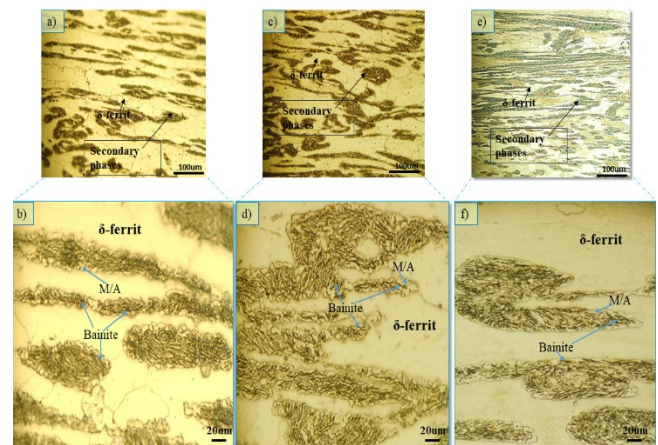 a)
δ-ferrit
Secondary
phases
100um
c)
δ-ferrit
Secondary
phases
100um
e)
δ-ferrit
Secondary
phases
100um
b)
δ-ferrit
M/A
Bainite
20um
d)
M/A
Bainite
δ-ferrit
20um
f)
δ-ferrit
M/A
Bainite
20um